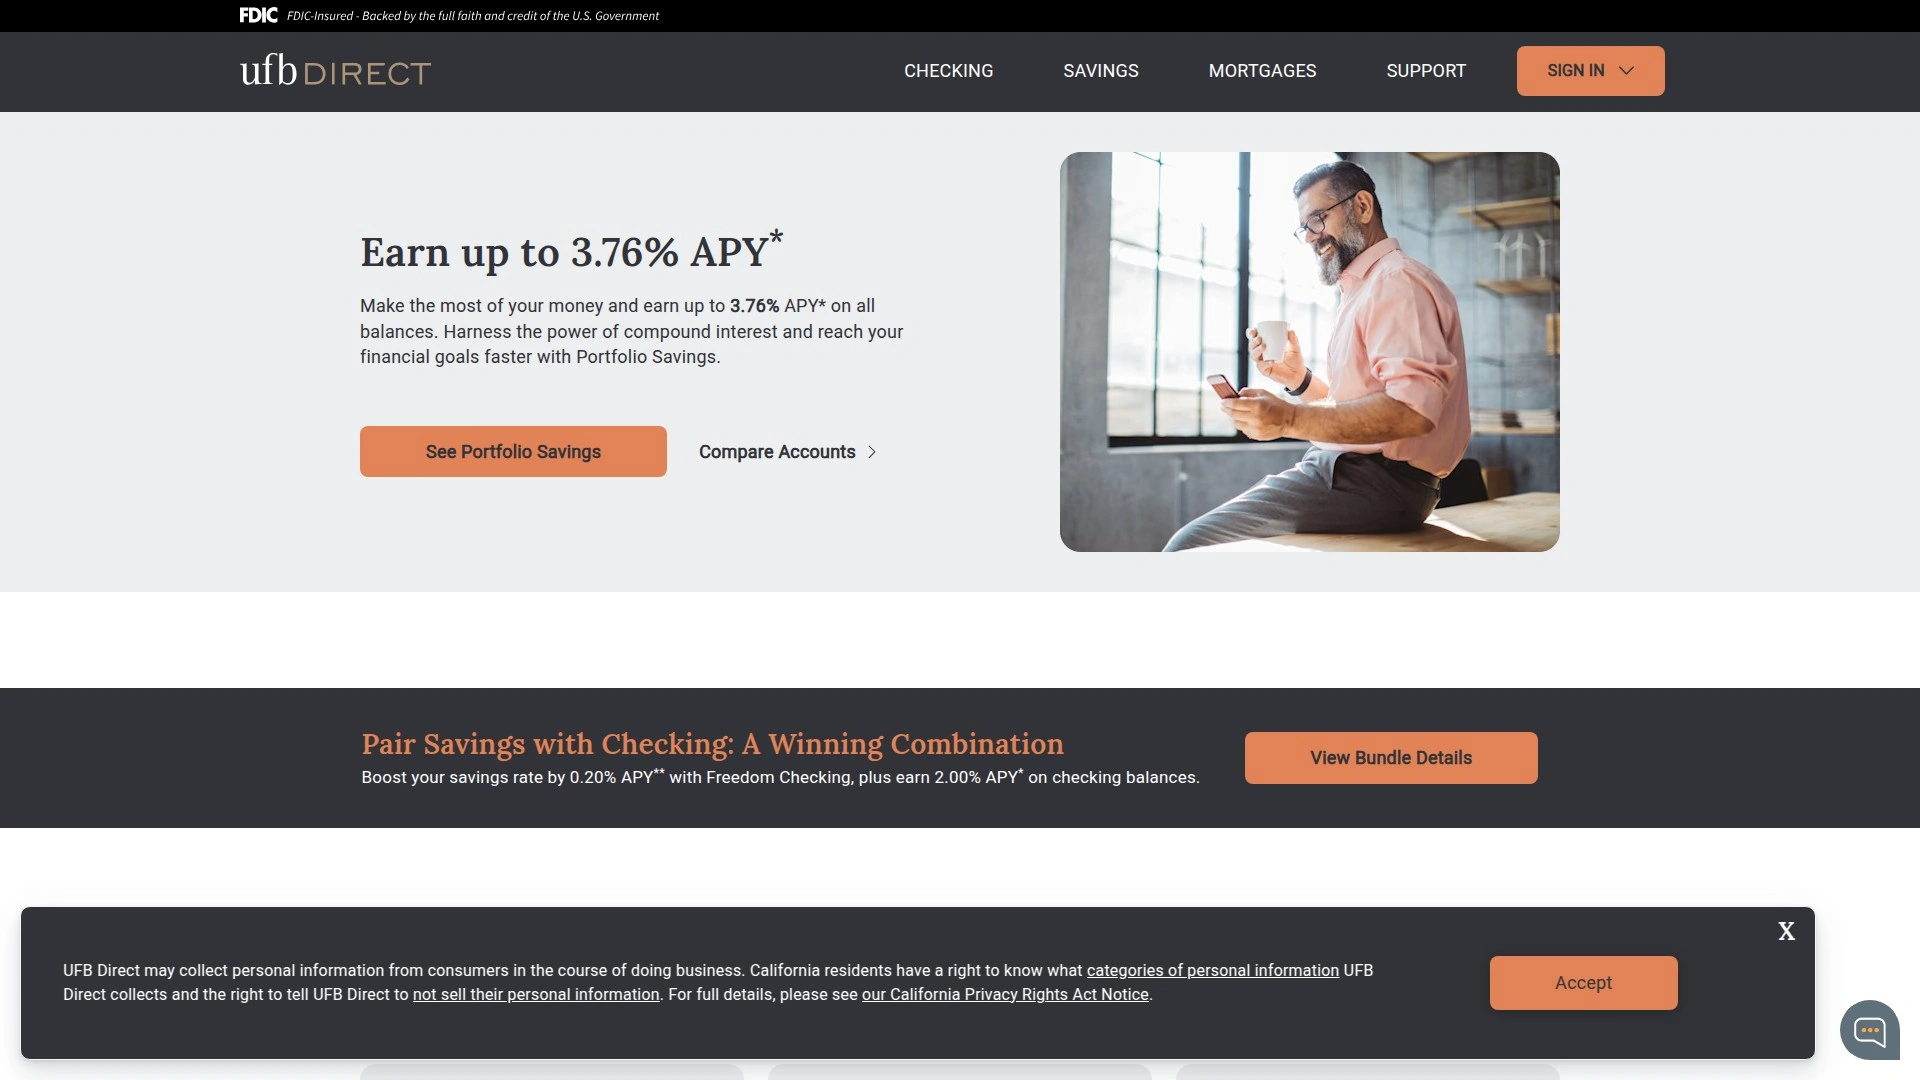 FDIC FDIC-Insured - Backed by the full faith and credit of the U.S. Government
ufb DIRECT
CHECKING
SAVINGS
MORTGAGES
SUPPORT
SIGN IN
Earn up to 3.76% APY*
Make the most of your money and earn up to 3.76% APY* on all
balances. Harness the power of compound interest and reach your
financial goals faster with Portfolio Savings.
See Portfolio Savings
Compare Accounts
Pair Savings with Checking: A Winning Combination
Boost your savings rate by 0.20% APY** with Freedom Checking, plus earn 2.00% APY* on checking balances.
View Bundle Details
X
UFB Direct may collect personal information from consumers in the course of doing business. California residents have a right to know what categories of personal information UFB
Direct collects and the right to tell UFB Direct to not sell their personal information. For full details, please see our California Privacy Rights Act Notice.
Accept